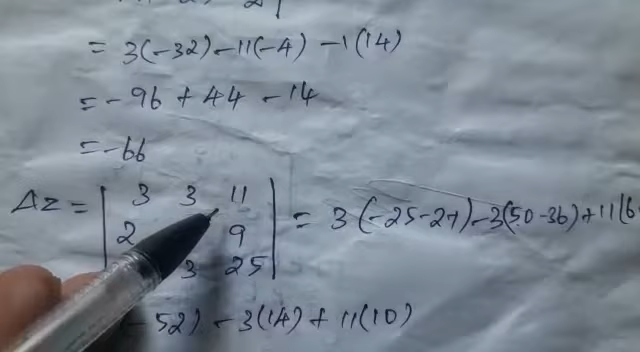 = 3(-32) -11(-4) -1(14)
= -96 + 44 - 14
= -66
Δz = | 3 3 11 | = 3(-25-27)-3(50-36)+11(6
2 9
3 25
-52) -3(14) + 11(10)